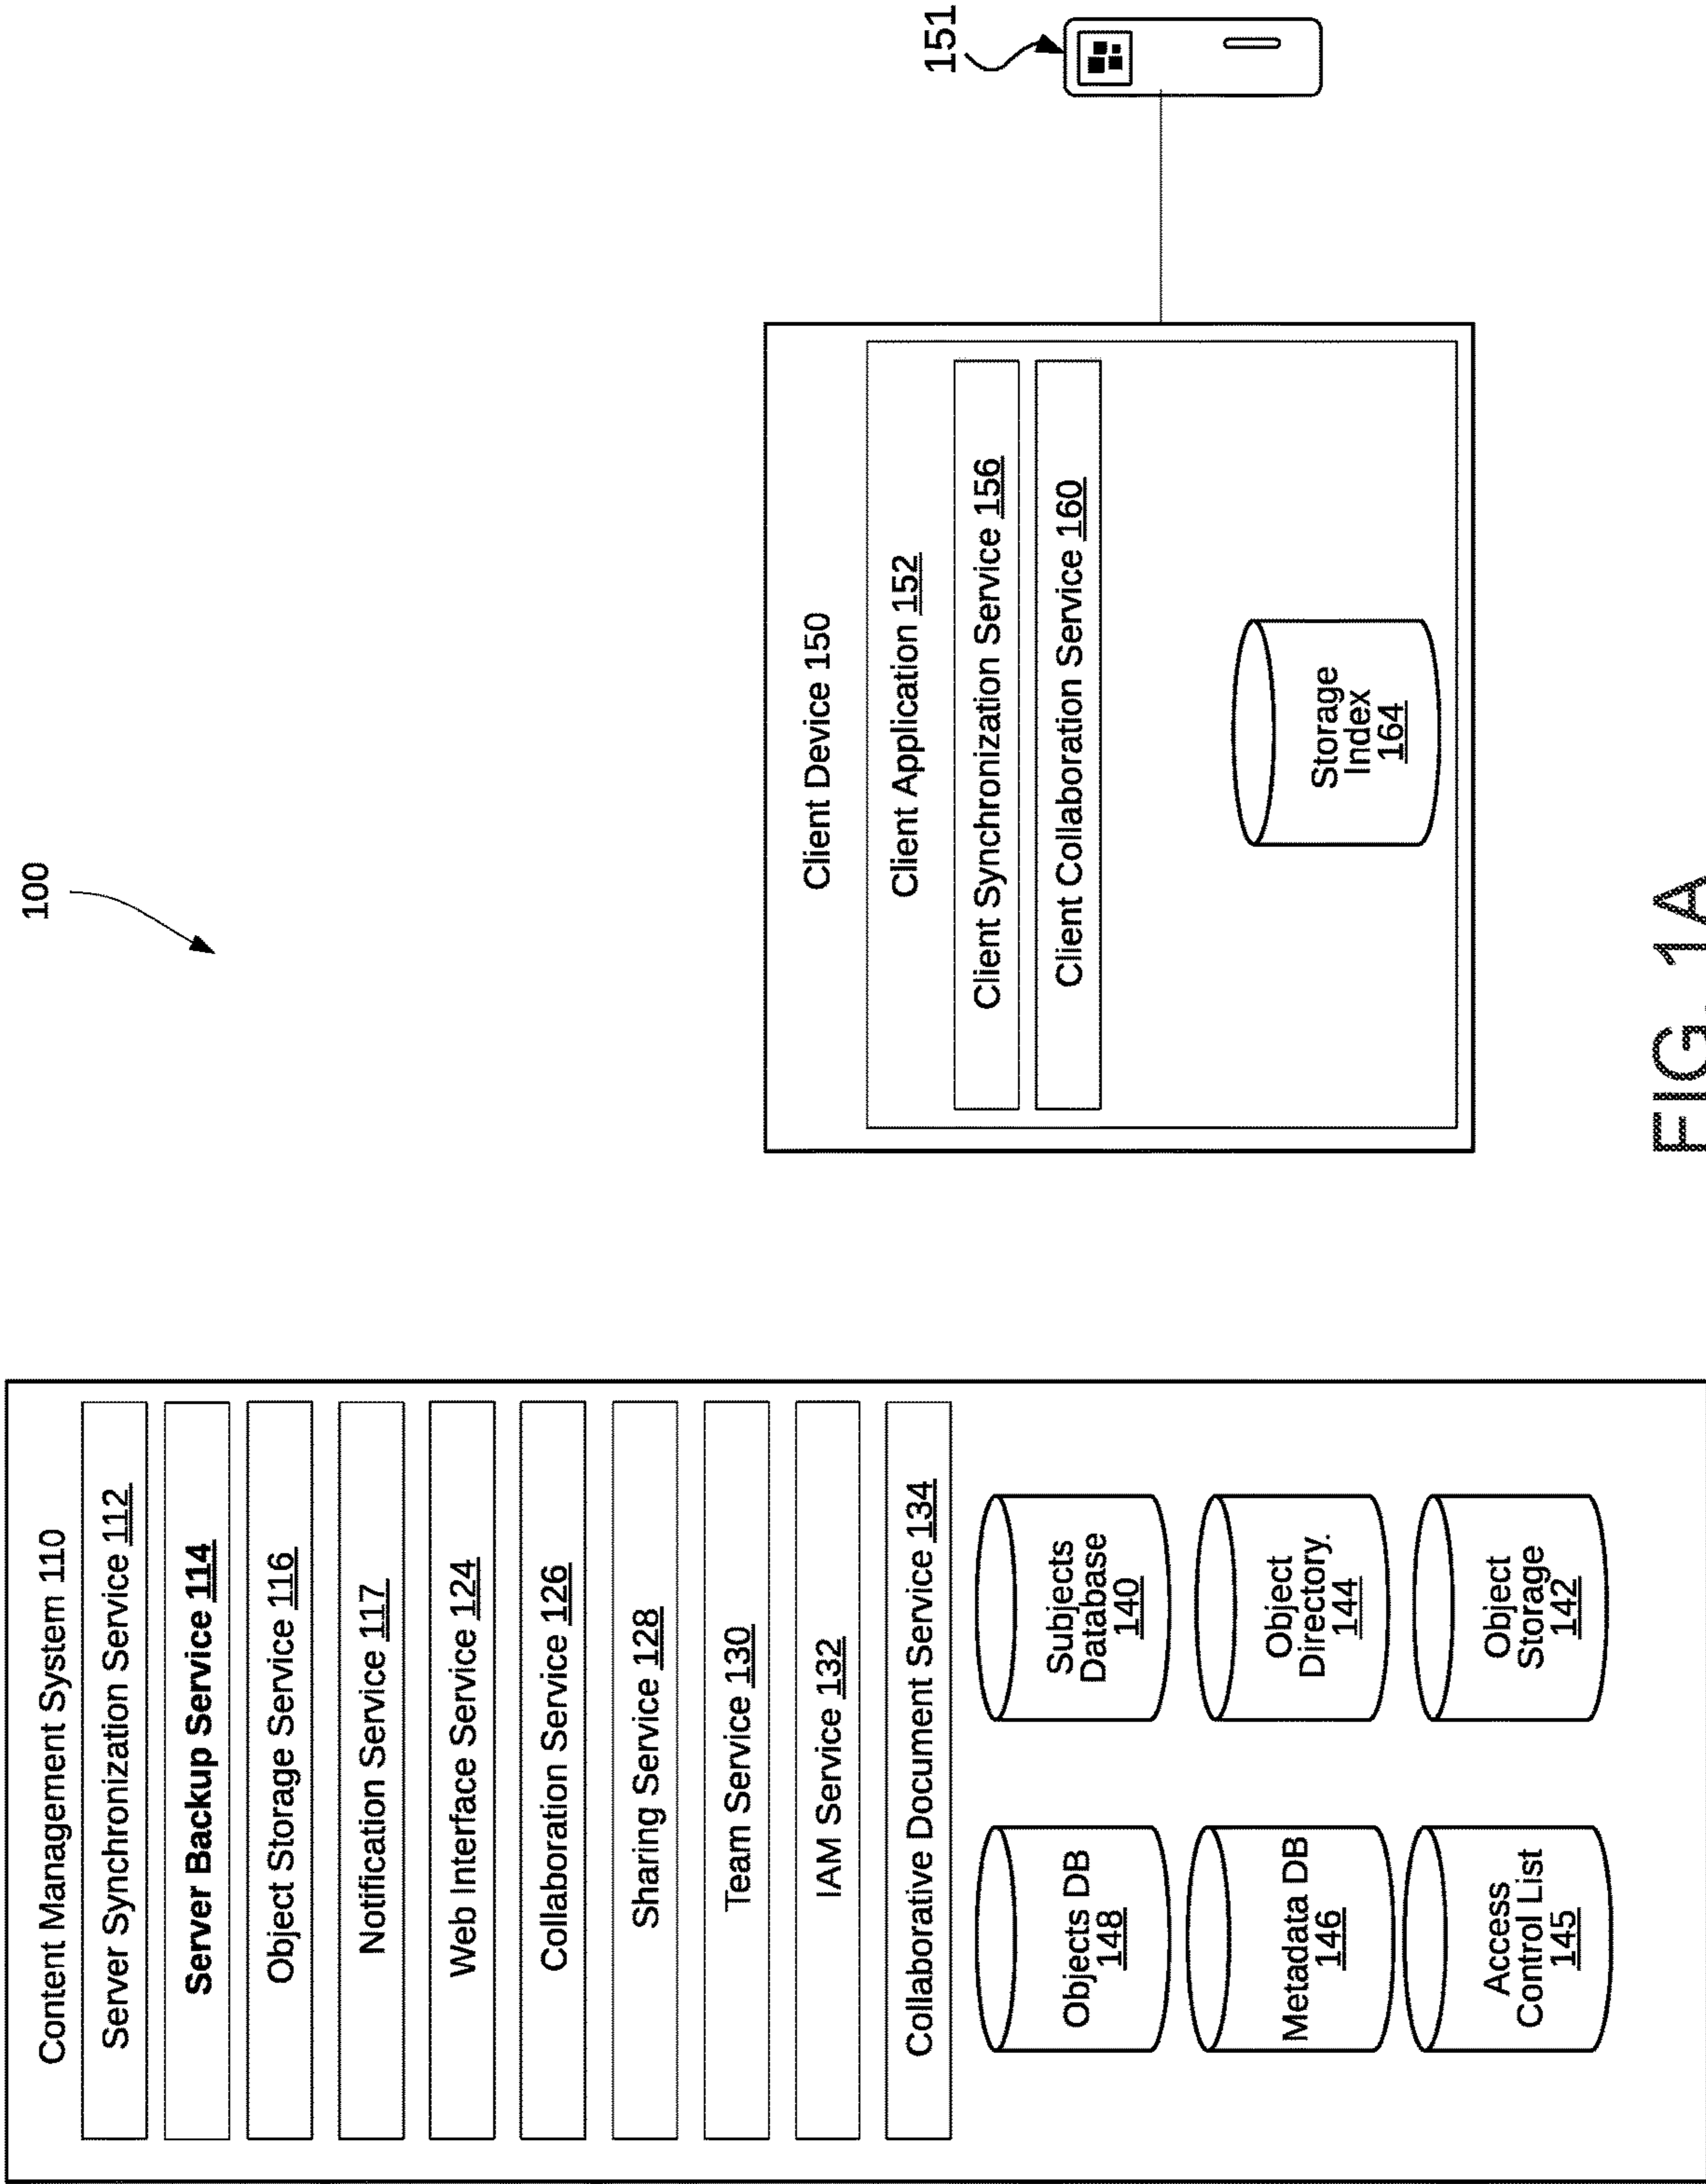 100
Content Management System 110
Server Synchronization Service 112
Server Backup Service 114
Object Storage Service 116
Notification Service 117
Web Interface Service 124
Collaboration Service 126
Sharing Service 128
Team Service 130
IAM Service 132
Collaborative Document Service 134
Objects DB
148
Subjects
Database
140
Metadata DB
146
Object
Directory.
144
Access
Control List
145
Object
Storage
142
Client Device 150
Client Application 152
Client Synchronization Service 156
Client Collaboration Service 160
Storage
Index
164
151
FIG. 1A